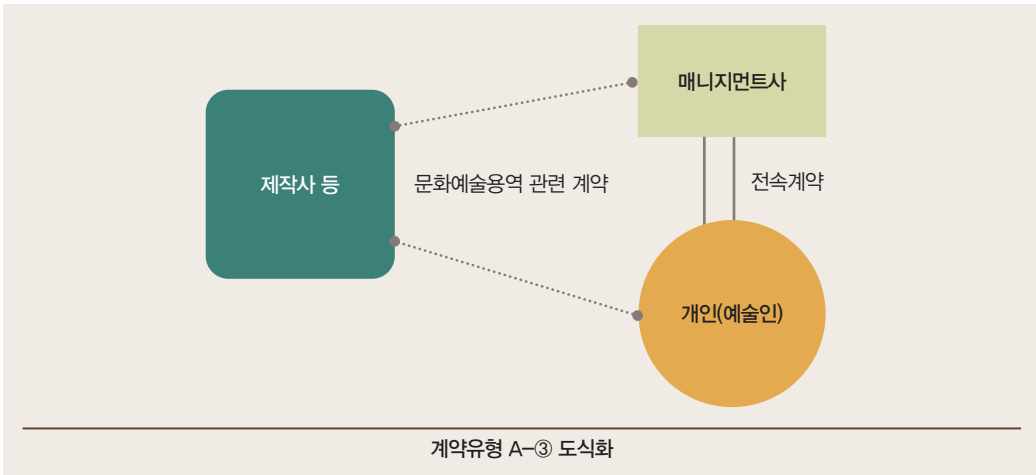 매니지먼트사
제작사 등
문화예술용역 관련 계약
전속계약
개인(예술인)
계약유형 A-③ 도식화